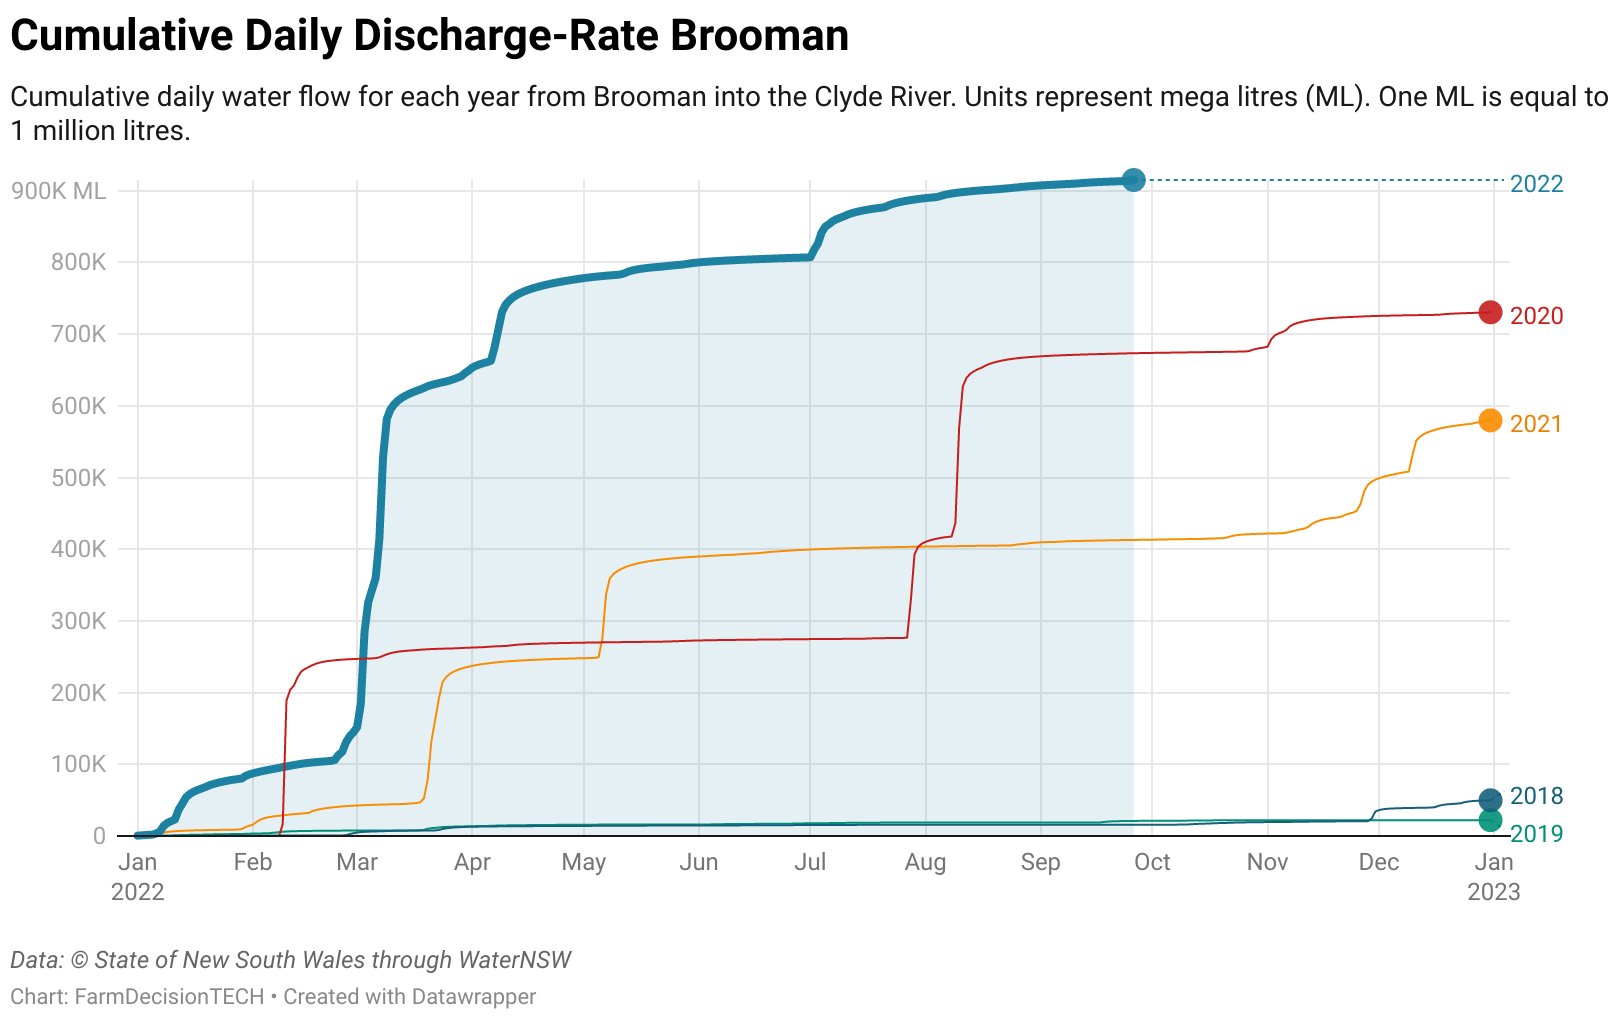 Cumulative Daily Discharge-Rate Brooman
Cumulative daily water flow for each year from Brooman into the Clyde River. Units represent mega litres (ML). One ML is equal to
1 million litres.
900K ML
800K
700K
600K
500K
400K
300K
200K
100K
0
2022
2020
2021
2018
2019
Jan Feb Mar Apr May Jun Jul Aug Sep Oct Nov Dec Jan
2022 2023
Data: © State of New South Wales through WaterNSW
Chart: FarmDecisionTECH • Created with Datawrapper